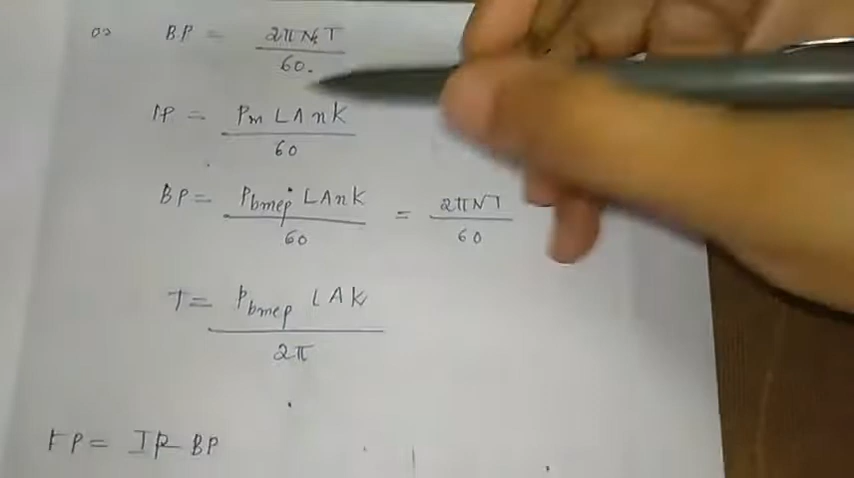 or BP = 2πNT / 60.
IP = Pm LAnK / 60
BP = Pbmep LAnK / 60 = 2πNT / 60
T = Pbmep LAK / 2π
FP = IP - BP